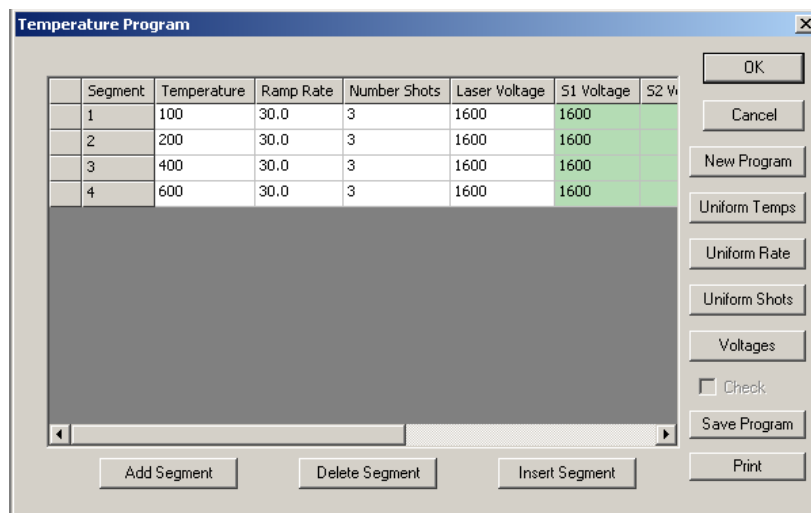 Temperature Program
Segment Temperature Ramp Rate Number Shots Laser Voltage S1 Voltage S2
1 100 30.0 3 1600 1600
2 200 30.0 3 1600 1600
3 400 30.0 3 1600 1600
4 600 30.0 3 1600 1600
OK
Cancel
New Program
Uniform Temps
Uniform Rate
Uniform Shots
Voltages
Check
Save Program
Print
Add Segment Delete Segment Insert Segment